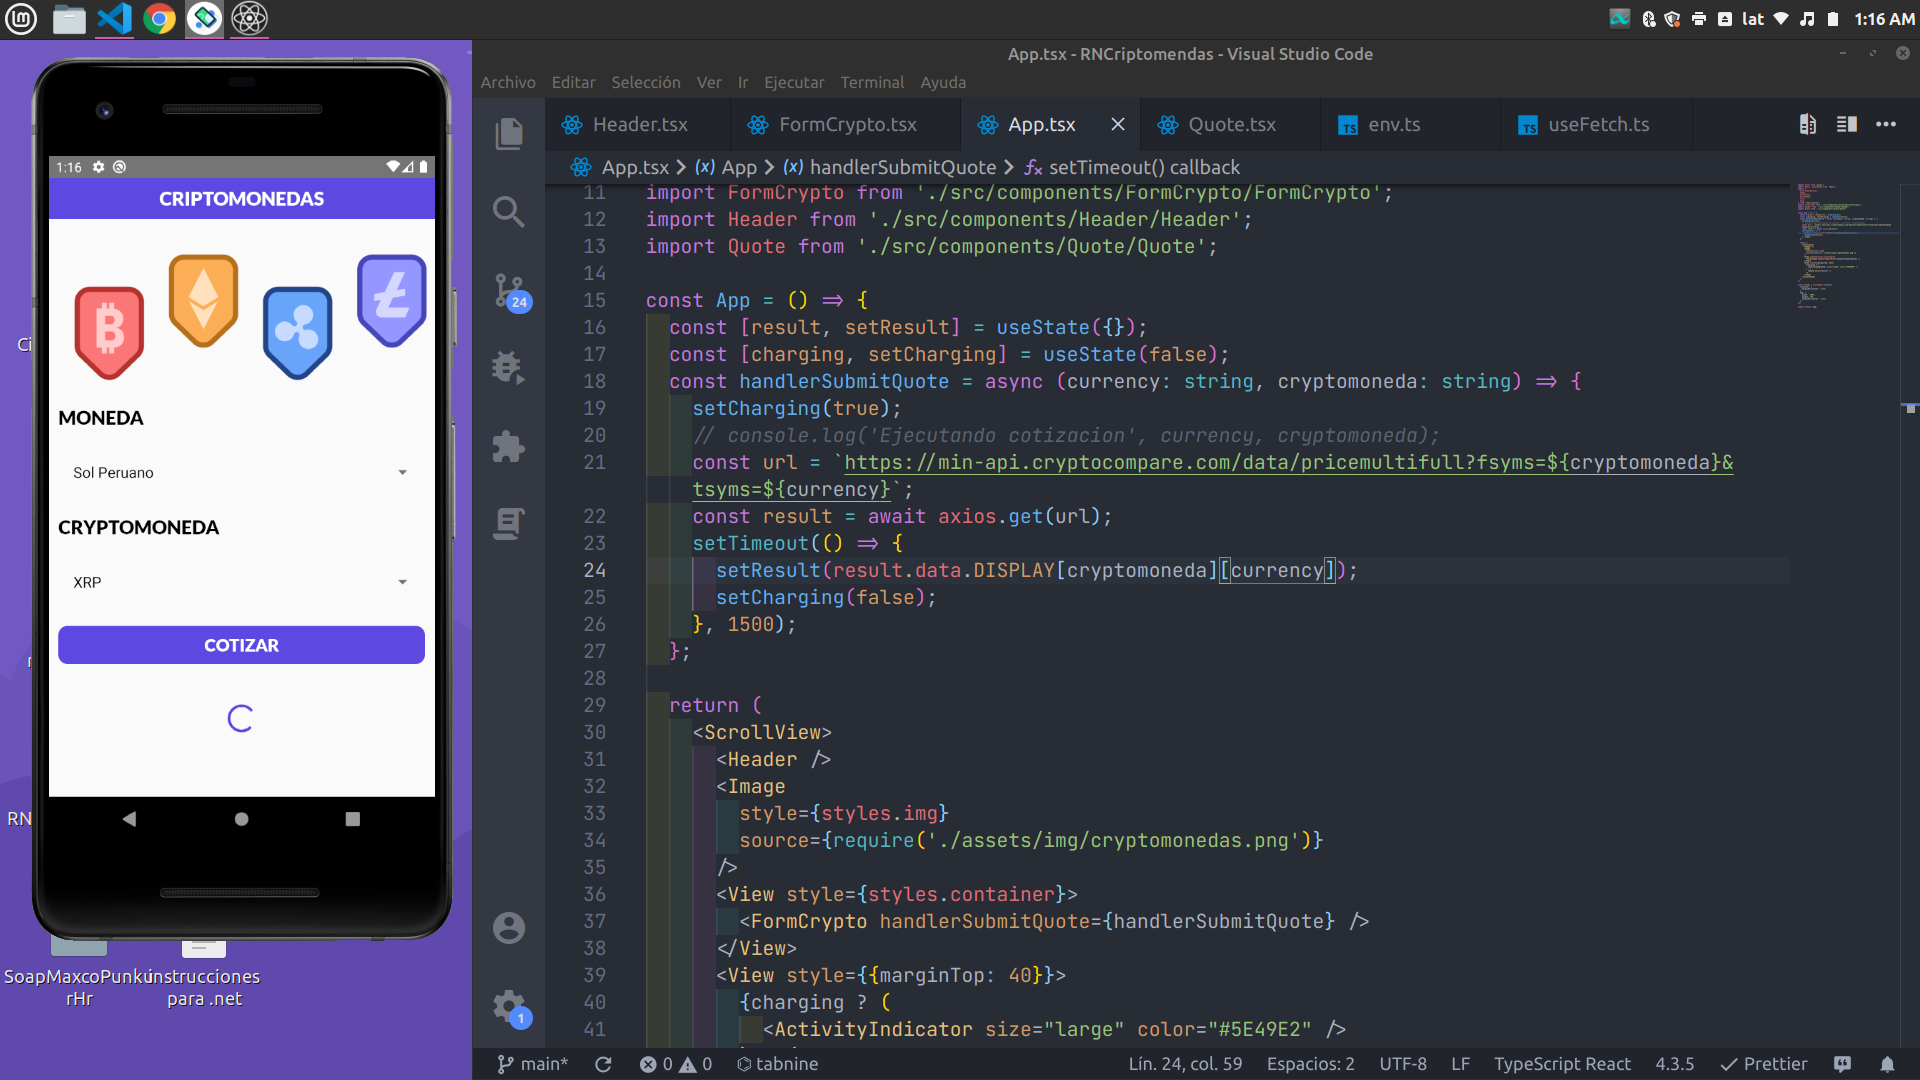 lat
1:16 AM
App.tsx - RNCriptomendas - Visual Studio Code
Archivo Editar Selección Ver Ir Ejecutar Terminal Ayuda
Header.tsx FormCrypto.tsx App.tsx Quote.tsx TS env.ts TS useFetch.ts
App.tsx > (x) App > (x) handlerSubmitQuote > fx setTimeout() callback
1:16
CRIPTOMONEDAS
MONEDA
Sol Peruano
CRYPTOMONEDA
XRP
COTIZAR
Ci
RN
SoapMaxcoPunku
rHr
instrucciones
para .net
24
1
11 import FormCrypto from './src/components/FormCrypto/FormCrypto';
12 import Header from './src/components/Header/Header';
13 import Quote from './src/components/Quote/Quote';
14
15 const App = () => {
16 const [result, setResult] = useState({});
17 const [charging, setCharging] = useState(false);
18 const handlerSubmitQuote = async (currency: string, cryptomoneda: string) => {
19 setCharging(true);
20 // console.log('Ejecutando cotizacion', currency, cryptomoneda);
21 const url = `https://min-api.cryptocompare.com/data/pricemultifull?fsyms=${cryptomoneda}&
tsyms=${currency}`;
22 const result = await axios.get(url);
23 setTimeout(() => {
24 setResult(result.data.DISPLAY[cryptomoneda][currency]);
25 setCharging(false);
26 }, 1500);
27 };
28
29 return (
30 <ScrollView>
31 <Header />
32 <Image
33 style={styles.img}
34 source={require('./assets/img/cryptomonedas.png')}
35 />
36 <View style={styles.container}>
37 <FormCrypto handlerSubmitQuote={handlerSubmitQuote} />
38 </View>
39 <View style={{marginTop: 40}}>
40 {charging ? (
41 <ActivityIndicator size="large" color="#5E49E2" />
main* 0 0 tabnine Lín. 24, col. 59 Espacios: 2 UTF-8 LF TypeScript React 4.3.5 Prettier